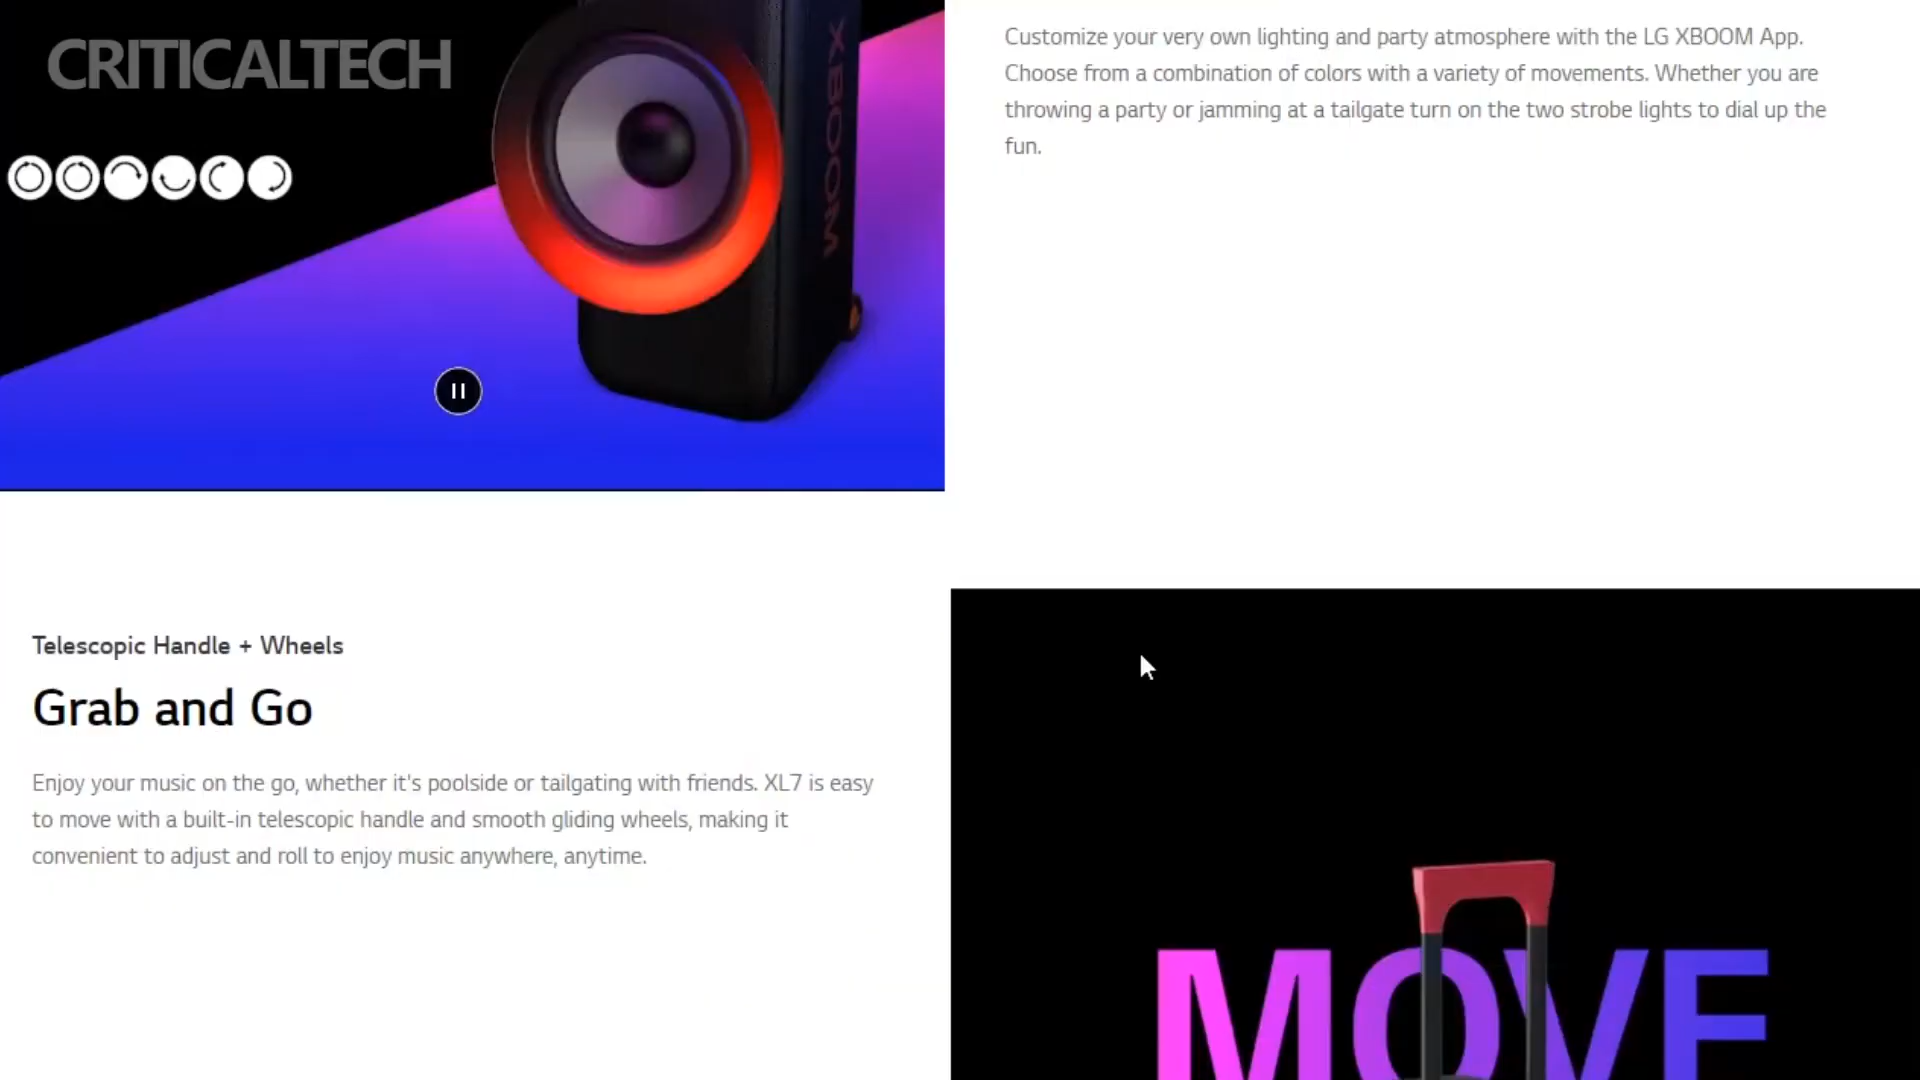 CRITICALTECH
XBOOM
Customize your very own lighting and party atmosphere with the LG XBOOM App.
Choose from a combination of colors with a variety of movements. Whether you are
throwing a party or jamming at a tailgate turn on the two strobe lights to dial up the
fun.
Telescopic Handle + Wheels
Grab and Go
Enjoy your music on the go, whether it's poolside or tailgating with friends. XL7 is easy
to move with a built-in telescopic handle and smooth gliding wheels, making it
convenient to adjust and roll to enjoy music anywhere, anytime.
MOVE